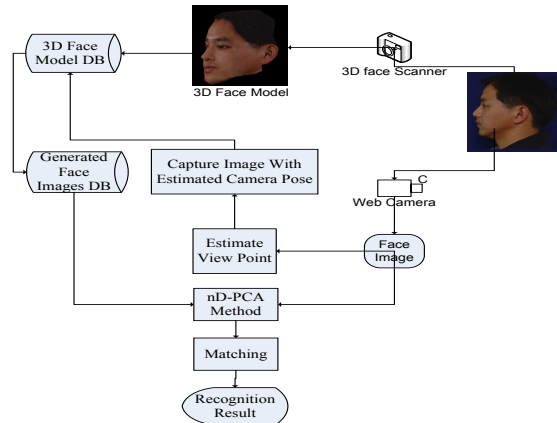 3D Face
Model DB
3D Face Model
3D face Scanner
Generated
Face
Images DB
Capture Image With
Estimated Camera Pose
C
Web Camera
Estimate
View Point
Face
Image
nD-PCA
Method
Matching
Recognition
Result